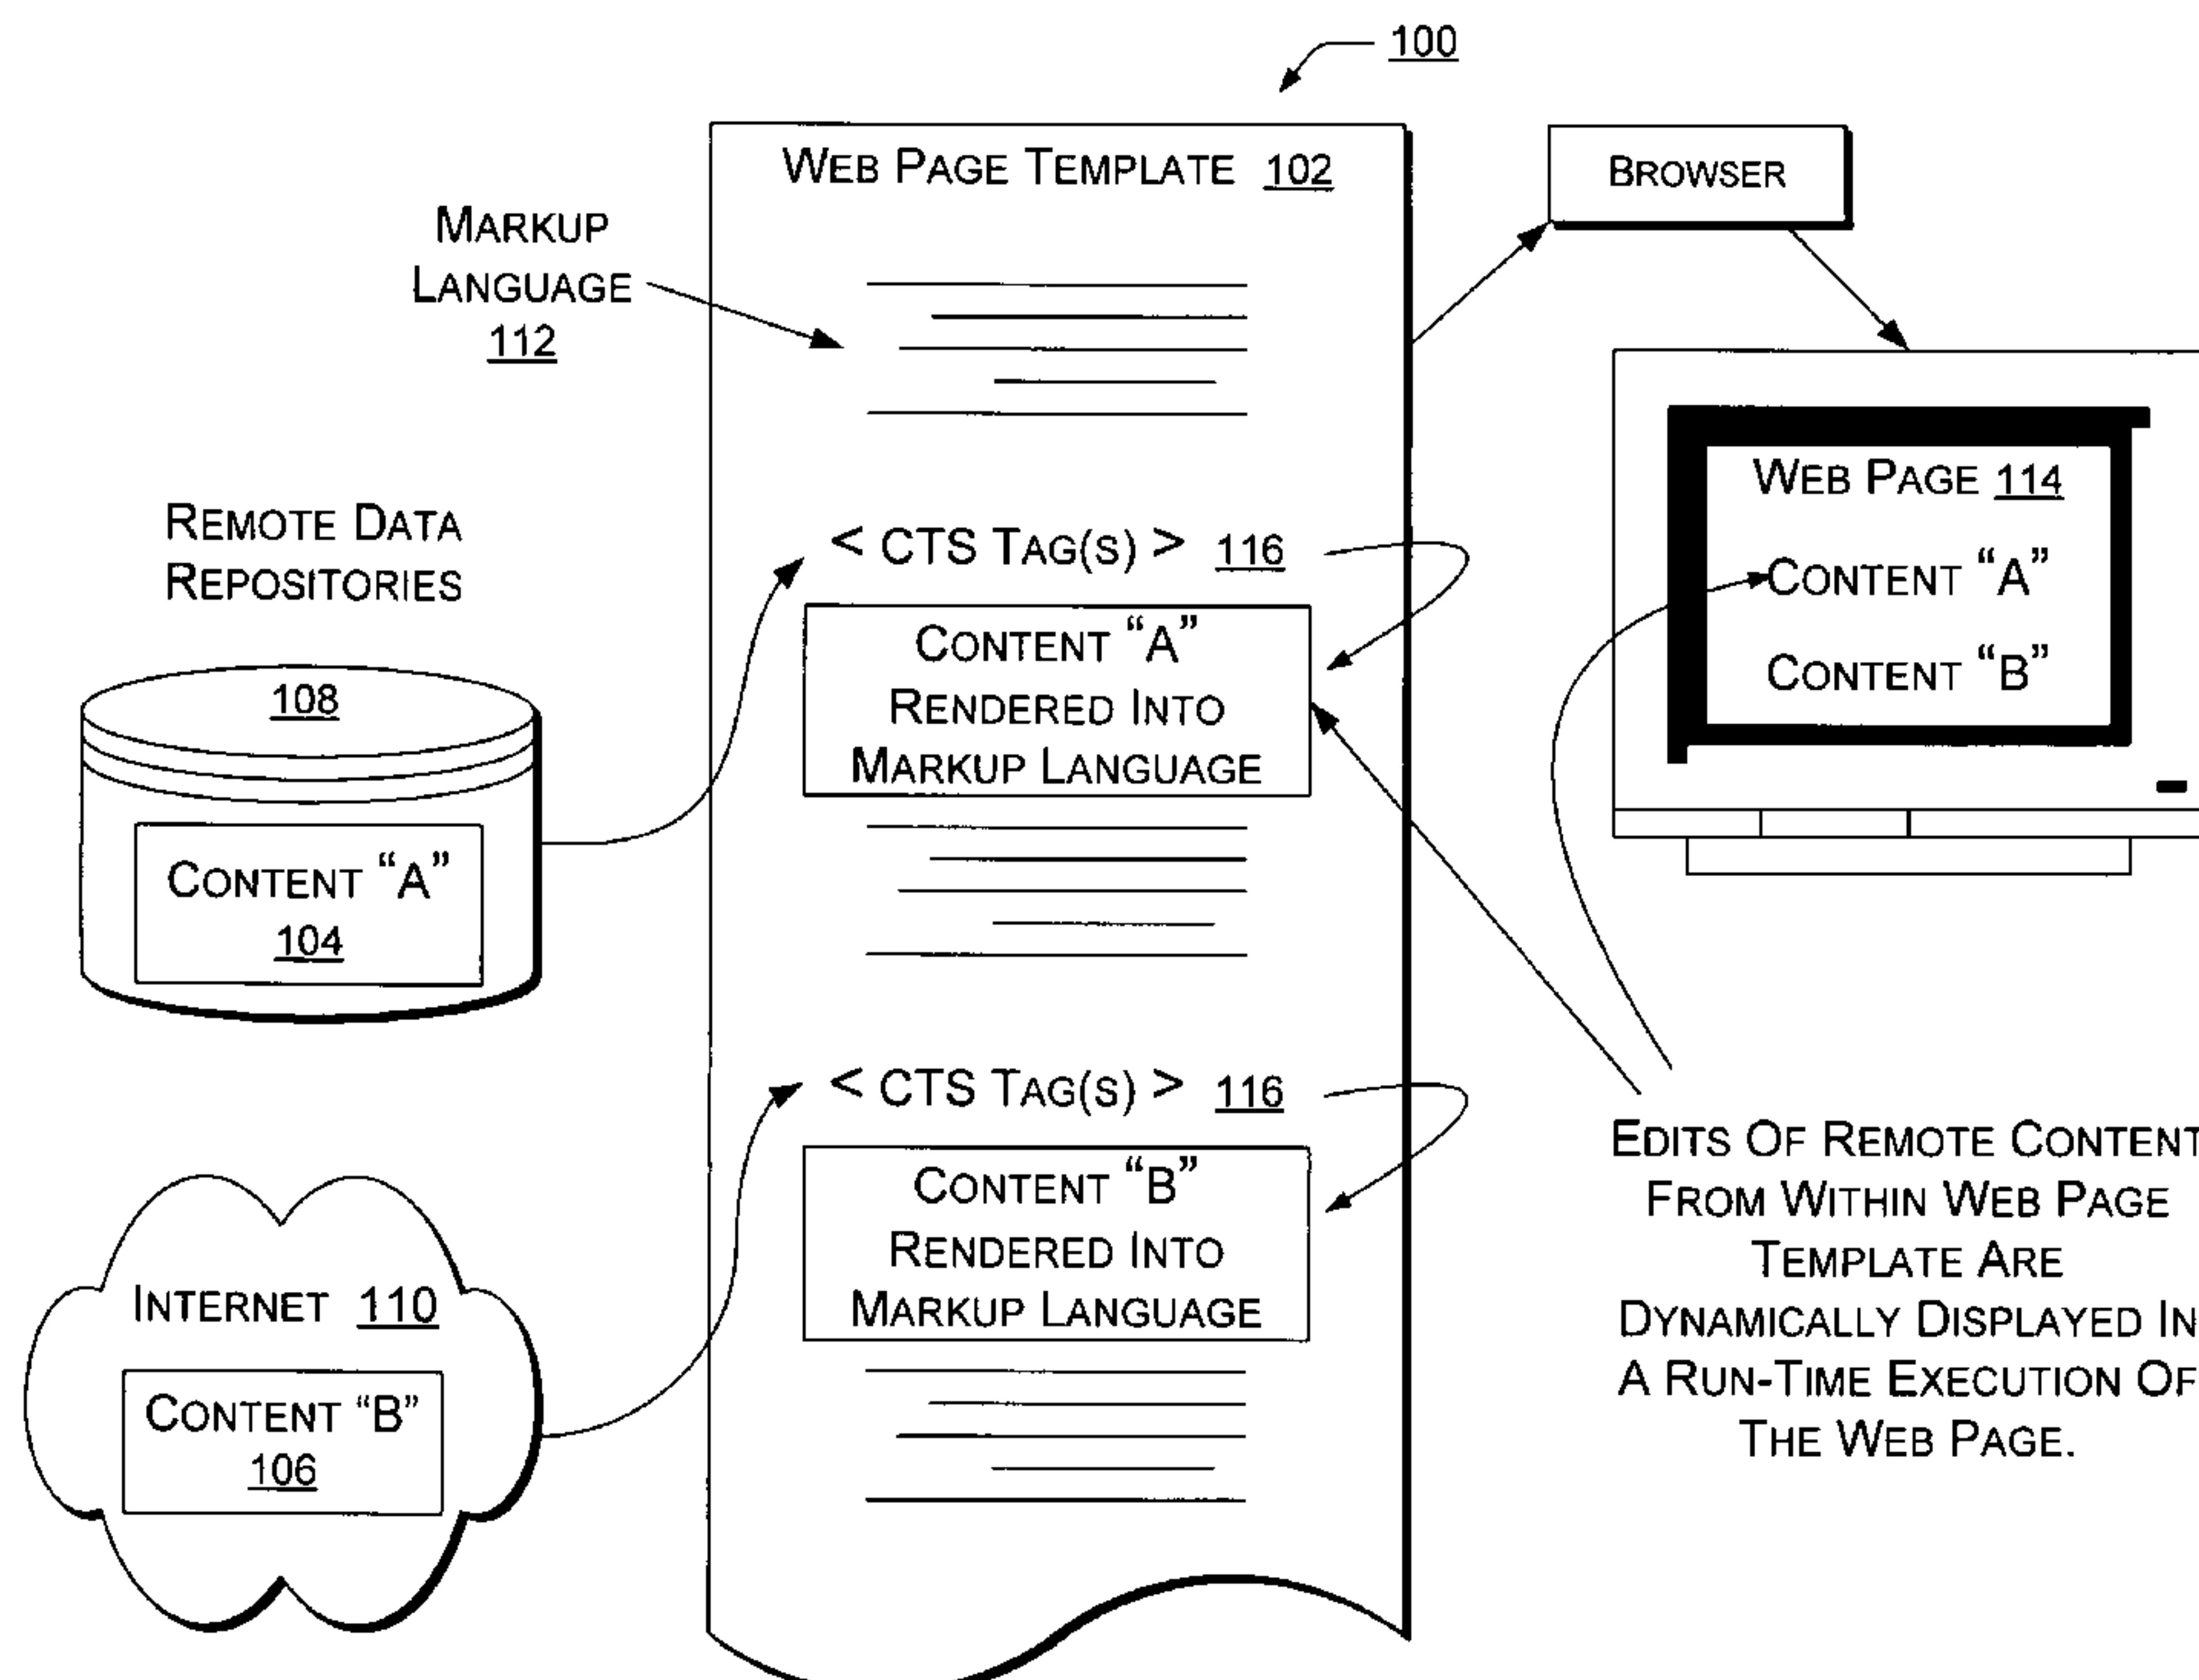 100
WEB PAGE TEMPLATE 102
BROWSER
MARKUP
LANGUAGE
112
WEB PAGE 114
CONTENT “A”
CONTENT “B”
REMOTE DATA
REPOSITORIES
< CTS TAG(S) > 116
CONTENT “A”
RENDERED INTO
MARKUP LANGUAGE
108
CONTENT “A”
104
< CTS TAG(S) > 116
CONTENT “B”
RENDERED INTO
MARKUP LANGUAGE
EDITS OF REMOTE CONTENT
FROM WITHIN WEB PAGE
TEMPLATE ARE
DYNAMICALLY DISPLAYED IN
A RUN-TIME EXECUTION OF
THE WEB PAGE.
INTERNET 110
CONTENT “B”
106